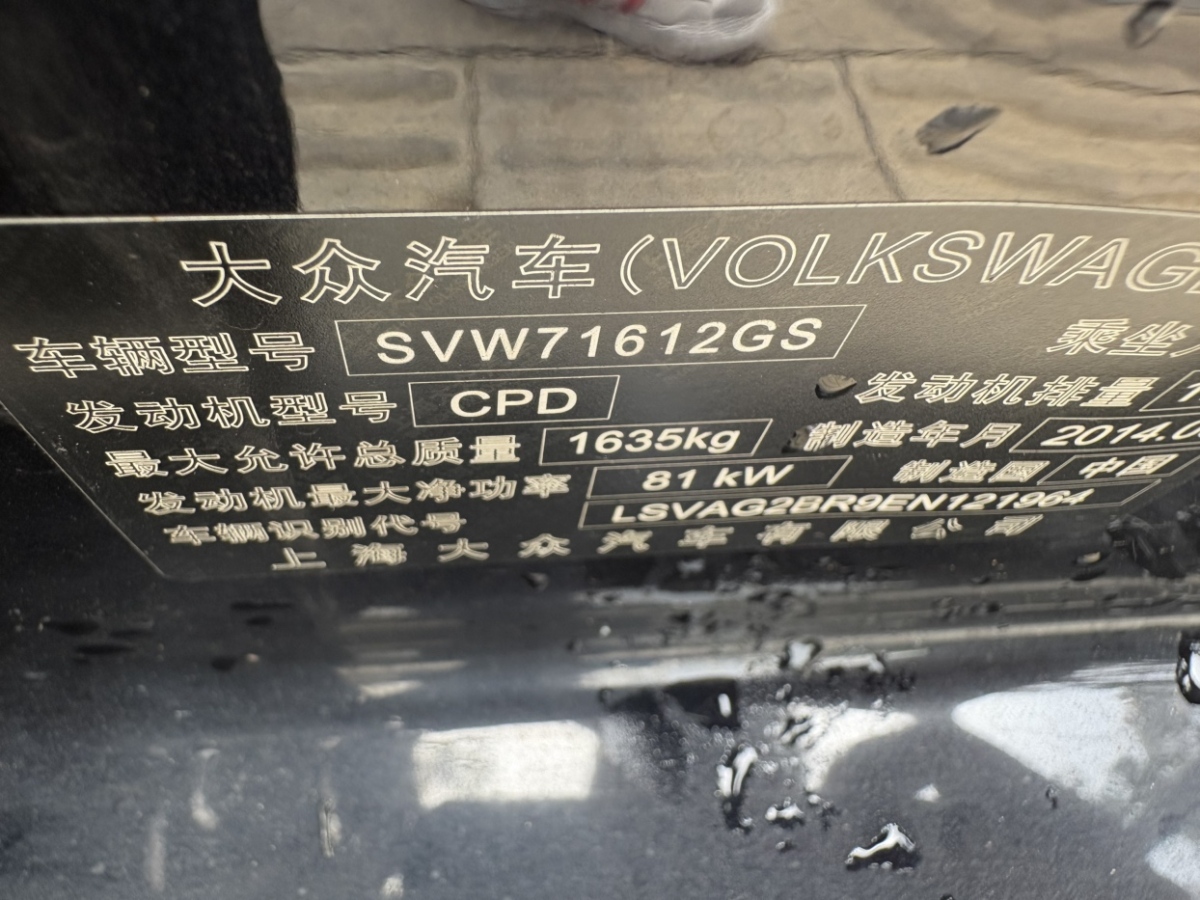 大众汽车(VOLKSWAG
车辆型号 SVW71612GS 乘坐
发动机型号 CPD 发动机排量 1
最大允许总质量 1635kg 制造年月 2014.0
发动机最大净功率 81 kW 制造国 中国
车辆识别代号 LSVAG2BR9EN121964
上海大众汽车有限公司